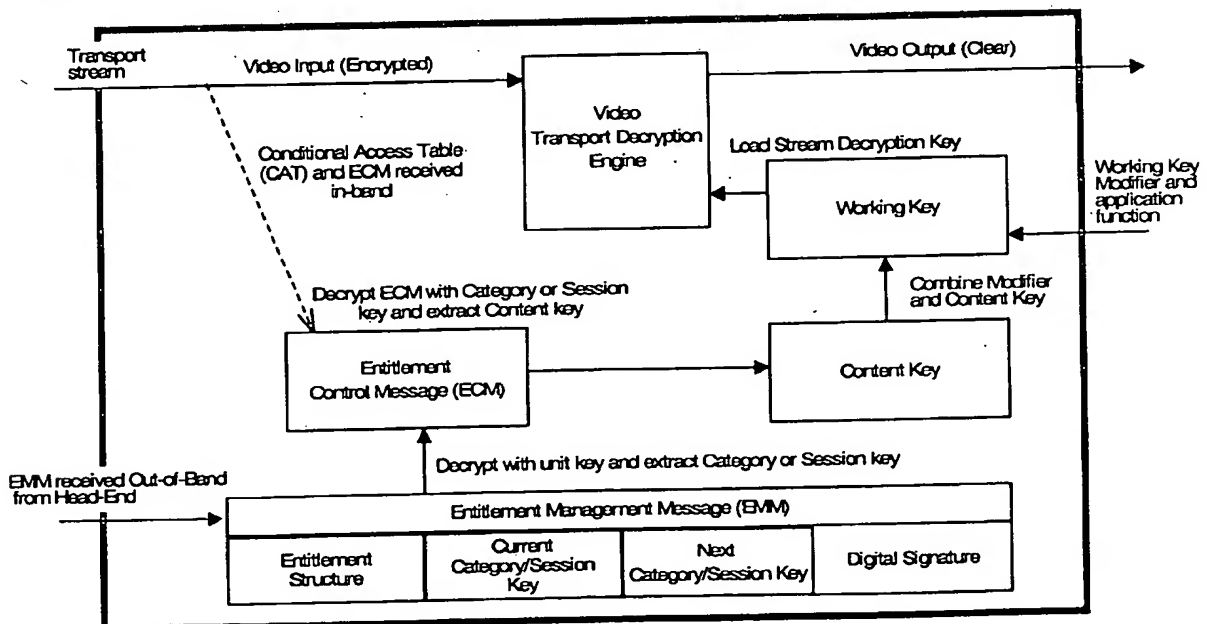 Transport
stream
Video Input (Encrypted)
Video Output (Clear)
Video
Transport Decryption
Engine
Conditional Access Table
(CAT) and ECM received
in-band
Load Stream Decryption Key
Working Key
Working Key
Modifier and
application
function
Decrypt ECM with Category or Session
key and extract Content key
Combine Modifier
and Content Key
Entitlement
Control Message (ECM)
Content Key
Decrypt with unit key and extract Category or Session key
EMM received Out-of-Band
from Head-End
Entitlement Management Message (EMM)
Entitlement
Structure
Current
Category/Session
Key
Next
Category/Session Key
Digital Signature